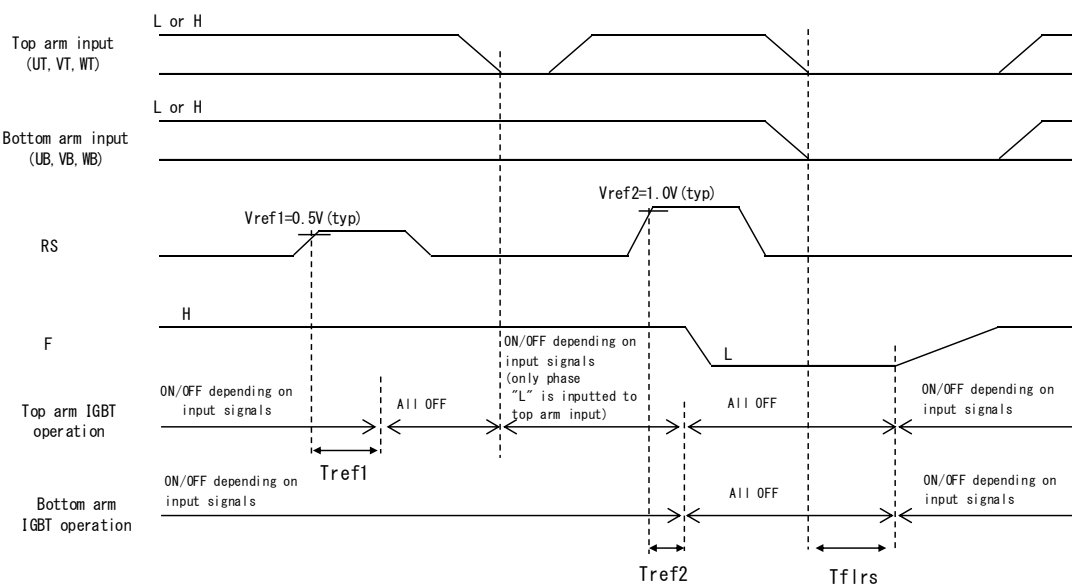 L or H
Top arm input
(UT, VT, WT)
L or H
Bottom arm input
(UB, VB, WB)
Vref1=0.5V(typ)
Vref2=1.0V(typ)
RS
H
F
L
ON/OFF depending on
input signals
(only phase
"L" is inputted to
top arm input)
Top arm IGBT
operation
ON/OFF depending on
input signals
All OFF
All OFF
ON/OFF depending on
input signals
Tref1
Bottom arm
IGBT operation
ON/OFF depending on
input signals
All OFF
ON/OFF depending on
input signals
Tref2
Tflrs